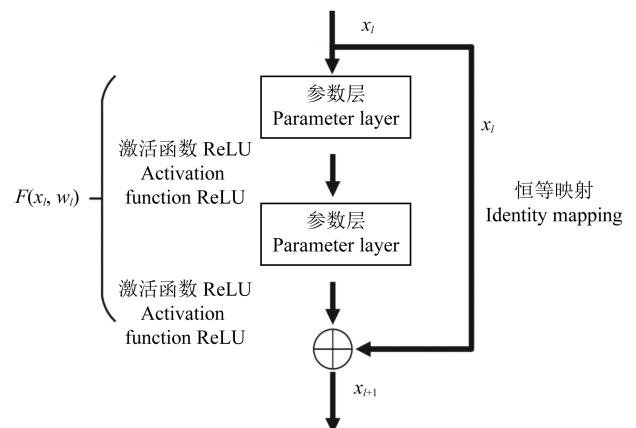 x_l
参数层
Parameter layer
x_l
激活函数 ReLU
Activation
function ReLU
恒等映射
Identity mapping
F(x_l, w_l)
参数层
Parameter layer
激活函数 ReLU
Activation
function ReLU
x_{l+1}